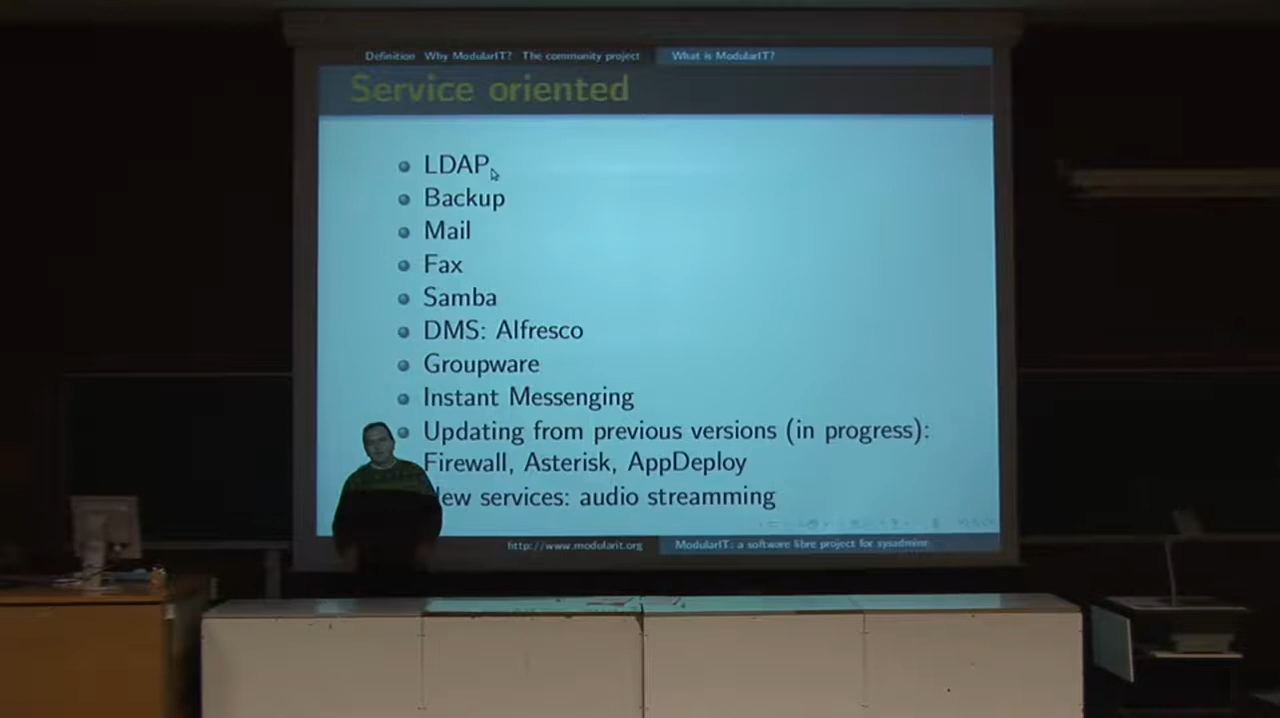 Definition Why ModularIT? The community project What is ModularIT?
Service oriented
LDAP
Backup
Mail
Fax
Samba
DMS: Alfresco
Groupware
Instant Messenging
Updating from previous versions (in progress):
Firewall, Asterisk, AppDeploy
services: audio streamming
http://www.modularit.org ModularIT: a software libre project for sysadmins